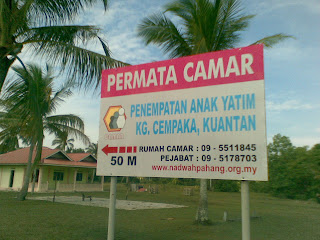 PERMATA CAMAR
PENEMPATAN ANAK YATIM
KG. CEMPAKA, KUANTAN
50 M
RUMAH CAMAR : 09 - 5511845
PEJABAT : 09 - 5178703
www.nadwahpahang.org.my